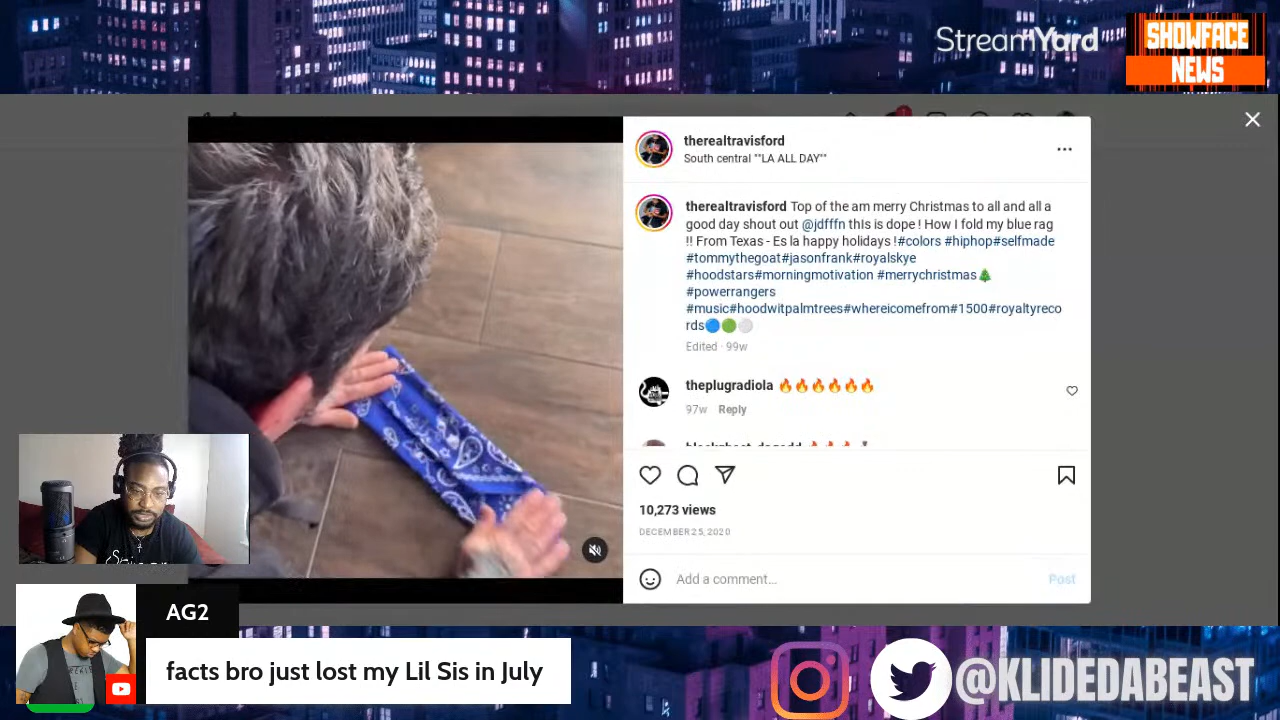 StreamYard
SHOWFACE
NEWS
therealtravisford
South central ""LA ALL DAY""
therealtravisford Top of the am merry Christmas to all and all a
good day shout out @jdfffn thIs is dope ! How I fold my blue rag
!! From Texas - Es la happy holidays !#colors #hiphop#selfmade
#tommythegoat#jasonfrank#royalskye
#hoodstars#morningmotivation #merrychristmas🎄
#powerrangers
#music#hoodwitpalmtrees#whereicomefrom#1500#royaltyreco
rds🔵🟢⚪
Edited · 99w
theplugradiola 🔥🔥🔥🔥🔥🔥
97w Reply
10,273 views
DECEMBER 25, 2020
Add a comment...
Post
AG2
facts bro just lost my Lil Sis in July
@KLIDEDABEAST